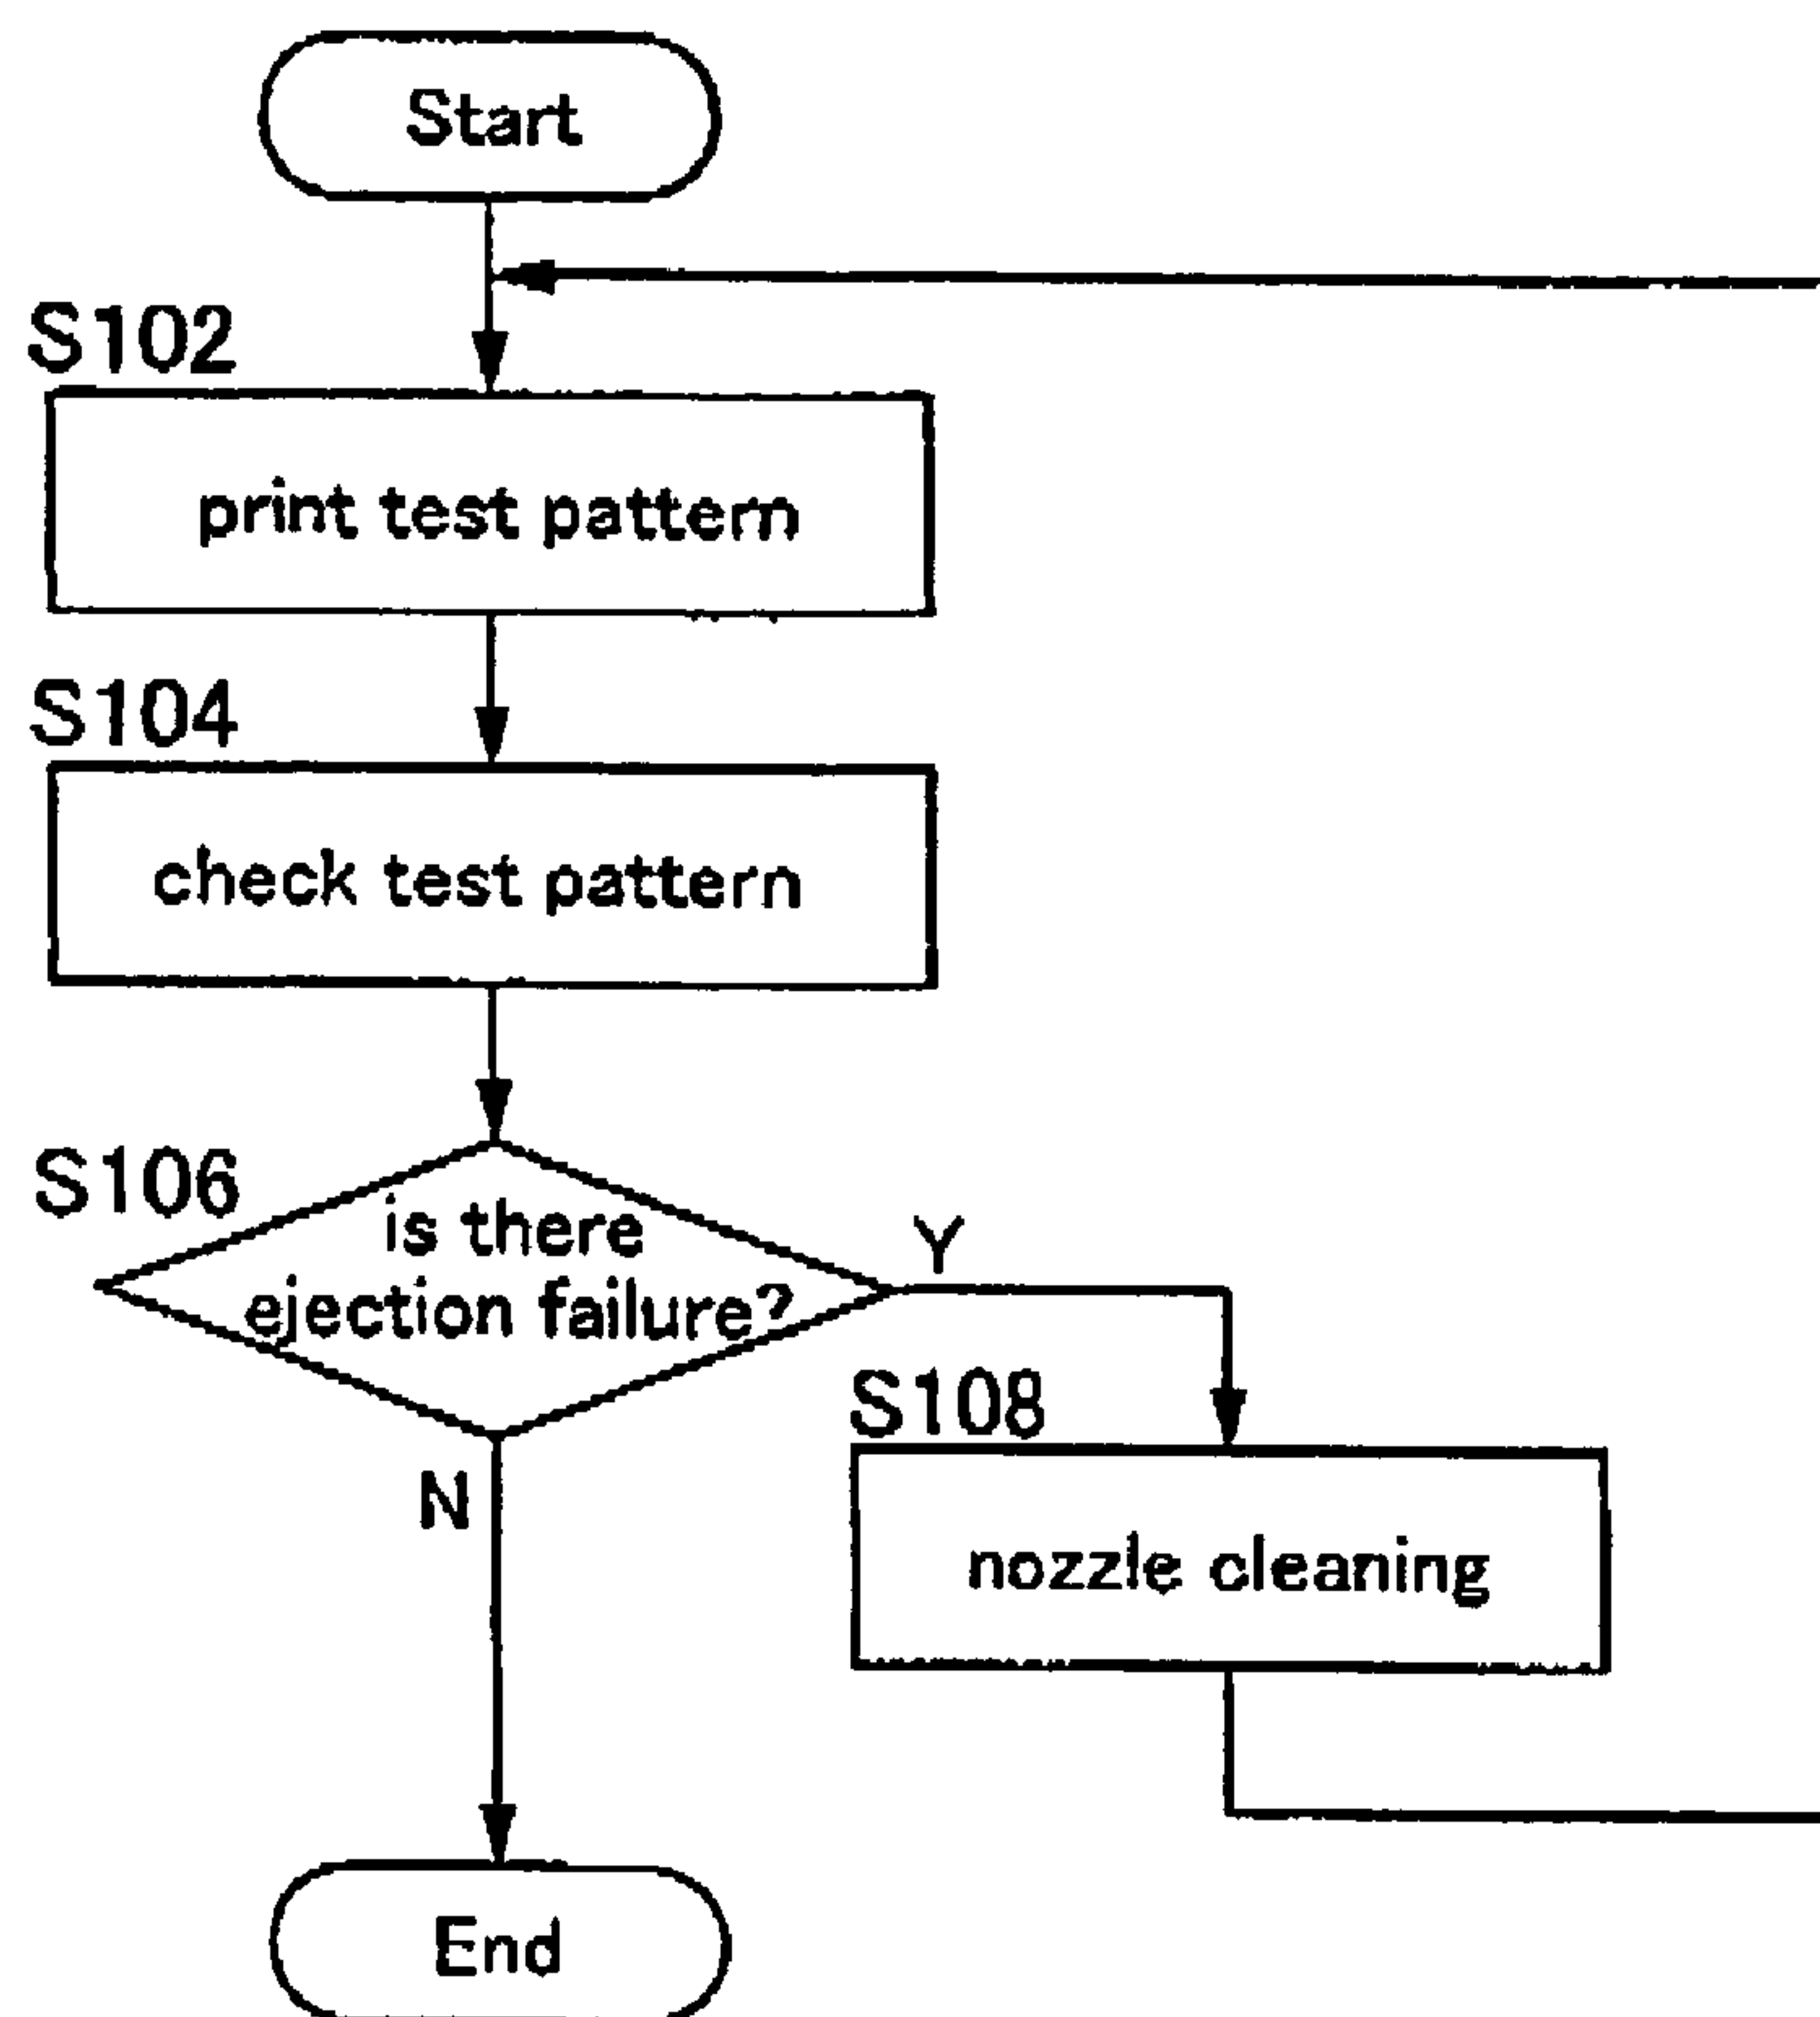 Start
S102
print test pattern
S104
check test pattern
S106
is there
ejection failure?
Y
S108
N
nozzle cleaning
End